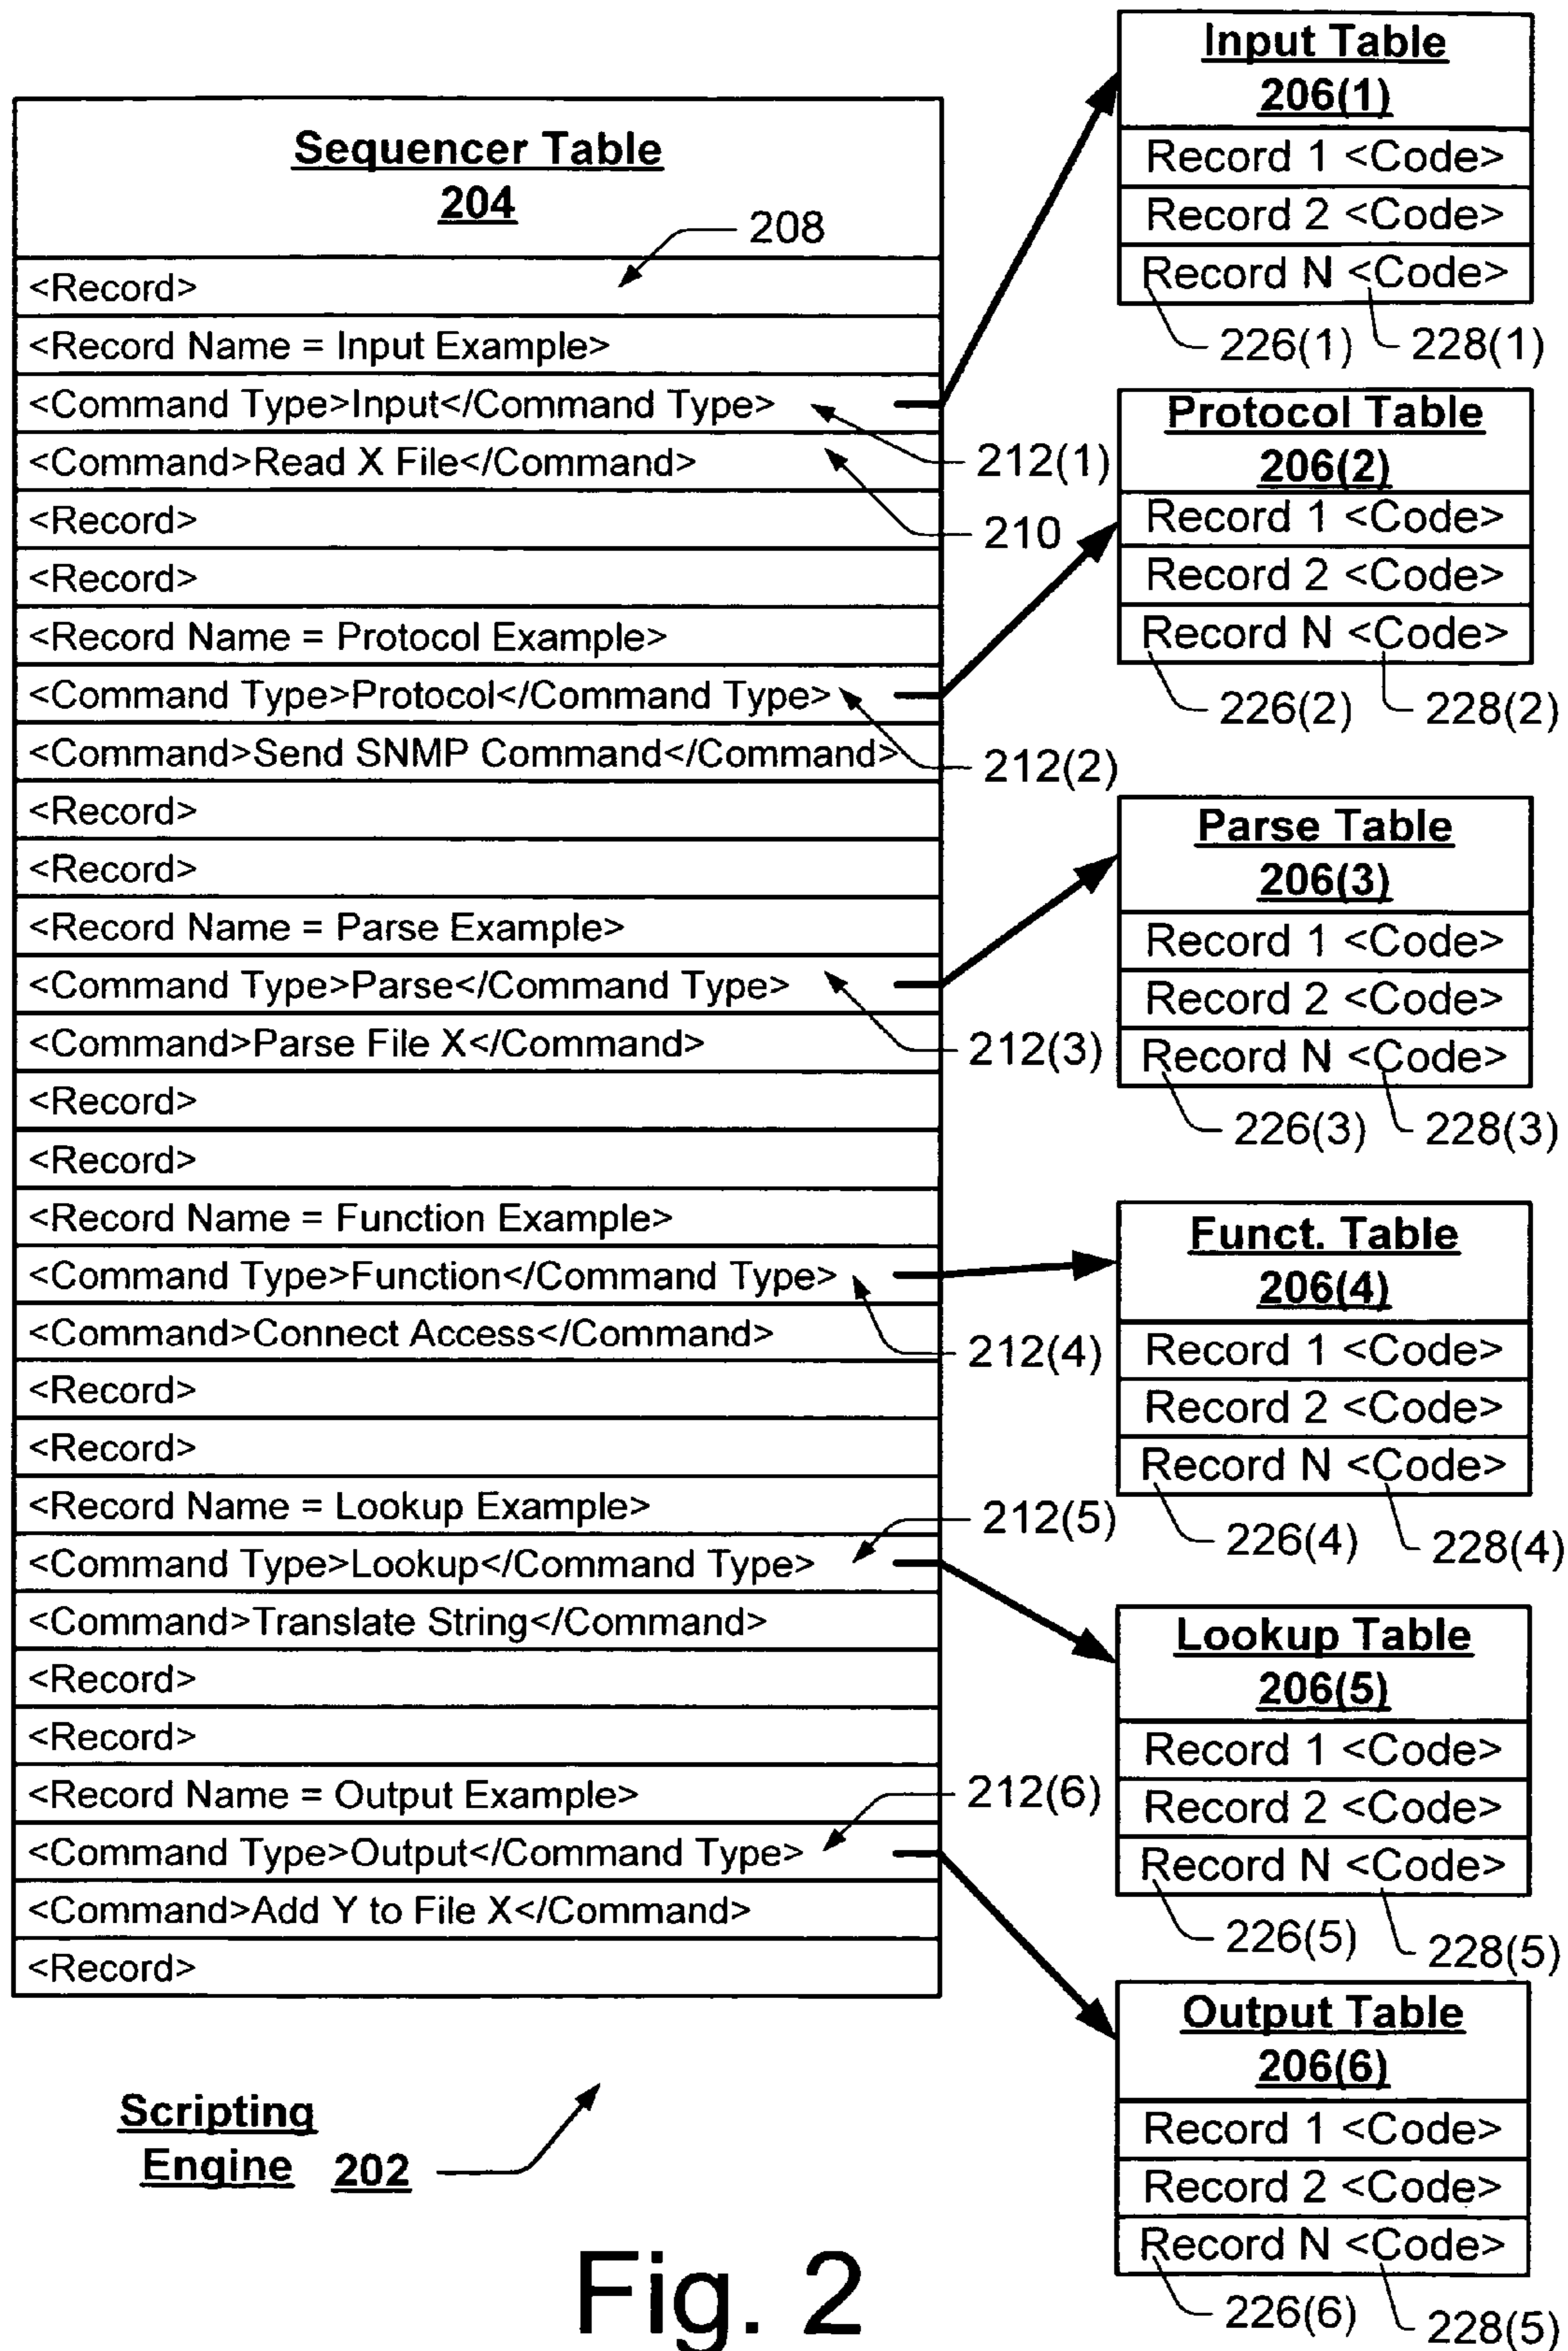 Sequencer Table
204
208
<Record>
<Record Name = Input Example>
<Command Type>Input</Command Type>
212(1)
<Command>Read X File</Command>
210
<Record>
<Record>
<Record Name = Protocol Example>
<Command Type>Protocol</Command Type>
212(2)
<Command>Send SNMP Command</Command>
<Record>
<Record>
<Record Name = Parse Example>
<Command Type>Parse</Command Type>
212(3)
<Command>Parse File X</Command>
<Record>
<Record>
<Record Name = Function Example>
<Command Type>Function</Command Type>
212(4)
<Command>Connect Access</Command>
<Record>
<Record>
<Record Name = Lookup Example>
212(5)
<Command Type>Lookup</Command Type>
<Command>Translate String</Command>
<Record>
<Record>
<Record Name = Output Example>
212(6)
<Command Type>Output</Command Type>
<Command>Add Y to File X</Command>
<Record>
Input Table
206(1)
Record 1 <Code>
Record 2 <Code>
Record N <Code>
226(1) 228(1)
Protocol Table
206(2)
Record 1 <Code>
Record 2 <Code>
Record N <Code>
226(2) 228(2)
Parse Table
206(3)
Record 1 <Code>
Record 2 <Code>
Record N <Code>
226(3) 228(3)
Funct. Table
206(4)
Record 1 <Code>
Record 2 <Code>
Record N <Code>
226(4) 228(4)
Lookup Table
206(5)
Record 1 <Code>
Record 2 <Code>
Record N <Code>
226(5) 228(5)
Output Table
206(6)
Record 1 <Code>
Record 2 <Code>
Record N <Code>
226(6) 228(5)
Scripting
Engine 202
Fig. 2